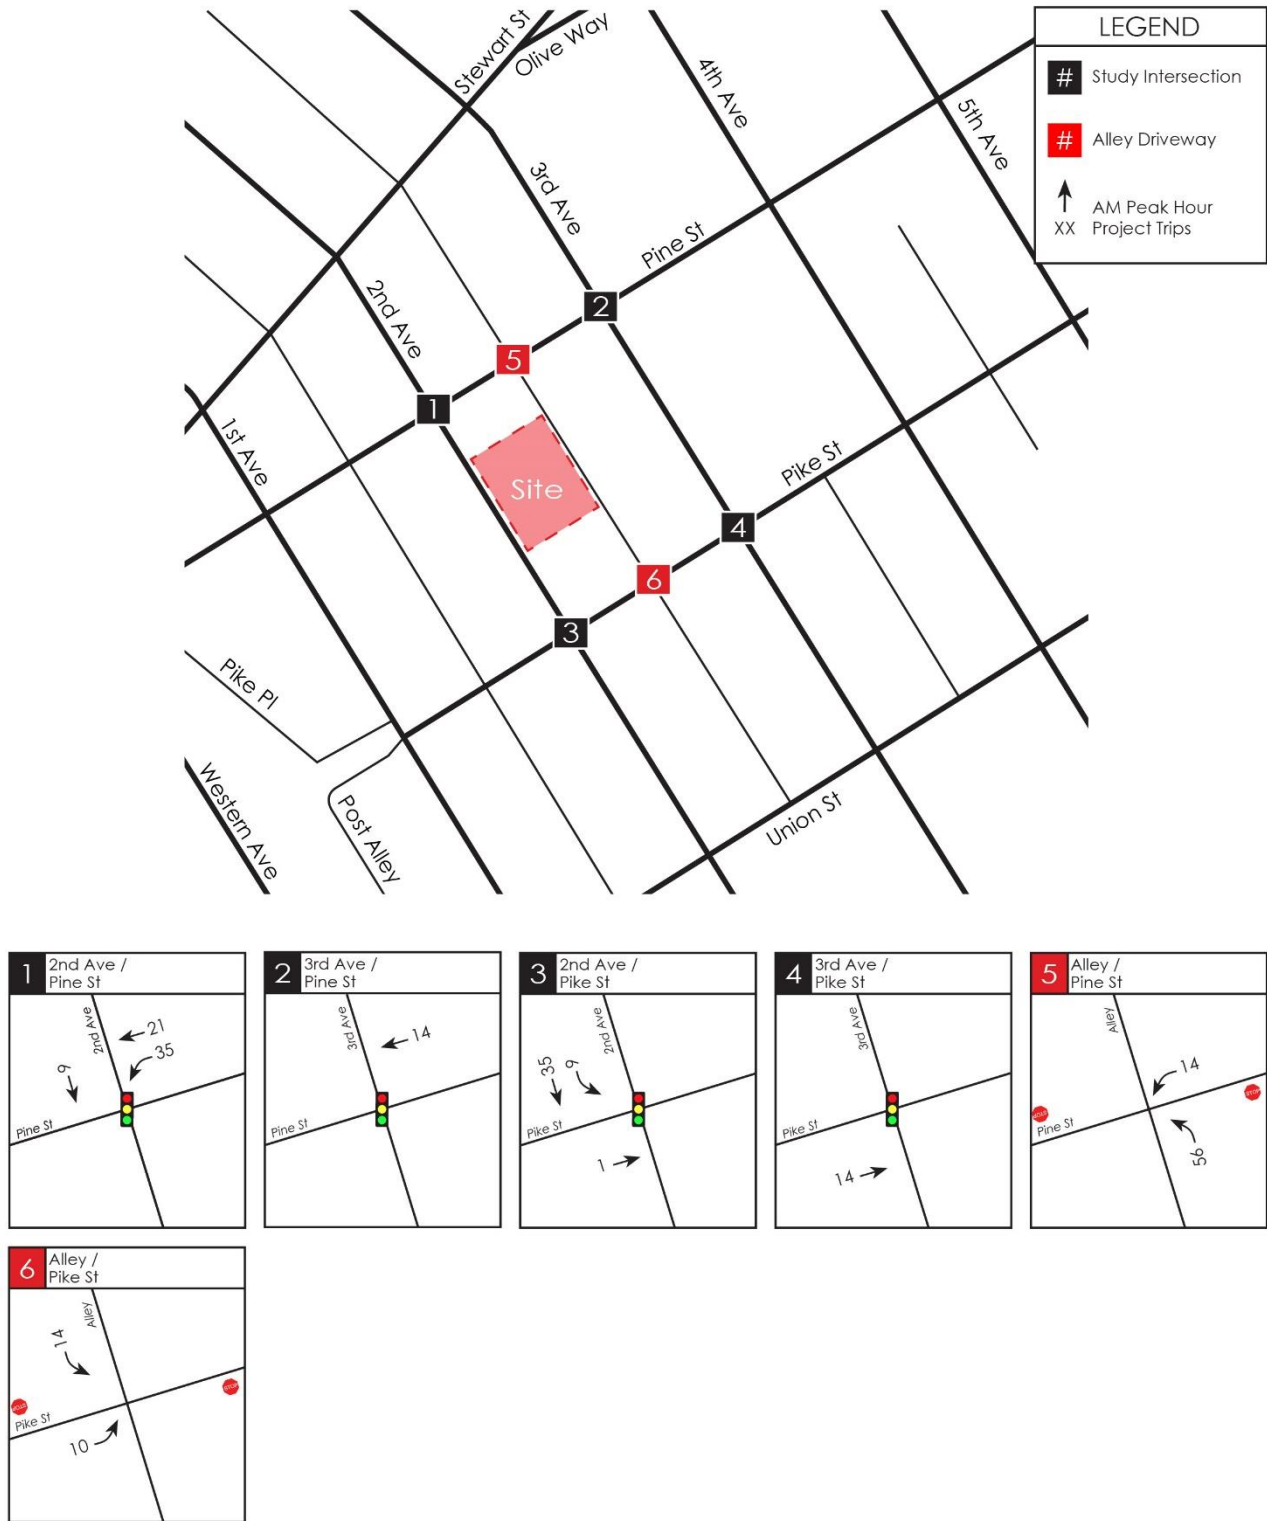 LEGEND
#
Study Intersection
#
Alley Driveway
XX
AM Peak Hour
Project Trips
Stewart St
Olive Way
4th Ave
5th Ave
3rd Ave
Pine St
2nd Ave
2
5
1
1st Ave
Site
Pike St
4
6
3
Pike Pl
Western Ave
Post Alley
Union St
1
2nd Ave /
Pine St
2nd Ave
21
35
9
Pine St
2
3rd Ave /
Pine St
3rd Ave
14
Pine St
3
2nd Ave /
Pike St
2nd Ave
35
9
Pike St
1
4
3rd Ave /
Pike St
3rd Ave
Pike St
14
5
Alley /
Pine St
Alley
14
STOP
STOP
Pine St
56
6
Alley /
Pike St
Alley
14
STOP
STOP
Pike St
10